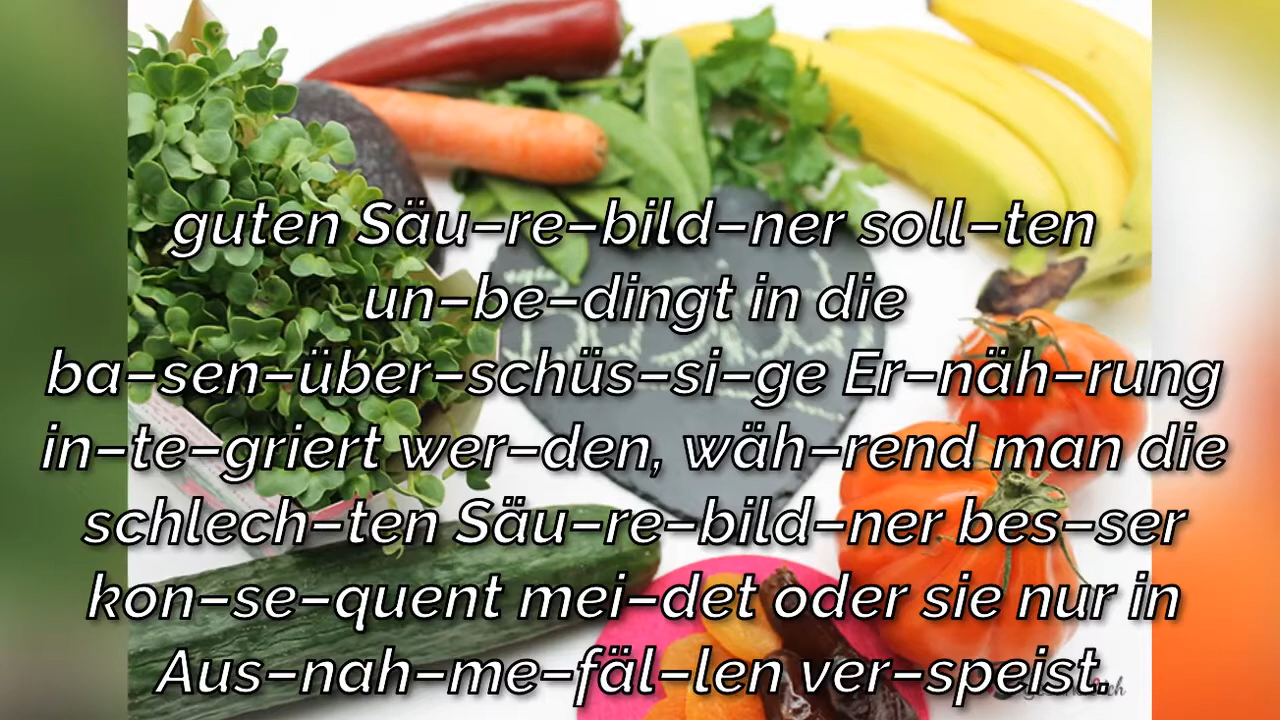 guten Säu–re–bild–ner soll–ten
un–be–dingt in die
ba–sen–über–schüs–si–ge Er–näh–rung
in–te–griert wer–den, wäh–rend man die
schlech–ten Säu–re–bild–ner bes–ser
kon–se–quent mei–det oder sie nur in
Aus–nah–me–fäl–len ver–speist.